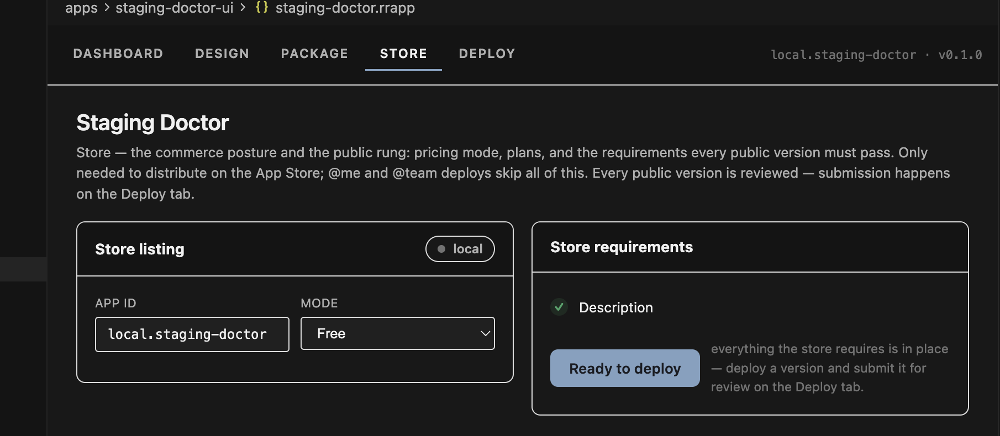 apps > staging-doctor-ui > {} staging-doctor.rrapp
DASHBOARD DESIGN PACKAGE STORE DEPLOY local.staging-doctor · v0.1.0
Staging Doctor
Store — the commerce posture and the public rung: pricing mode, plans, and the requirements every public version must pass. Only
needed to distribute on the App Store; @me and @team deploys skip all of this. Every public version is reviewed — submission happens
on the Deploy tab.
Store listing
local
APP ID
local.staging-doctor
MODE
Free
Store requirements
Description
Ready to deploy
everything the store requires is in place
— deploy a version and submit it for
review on the Deploy tab.